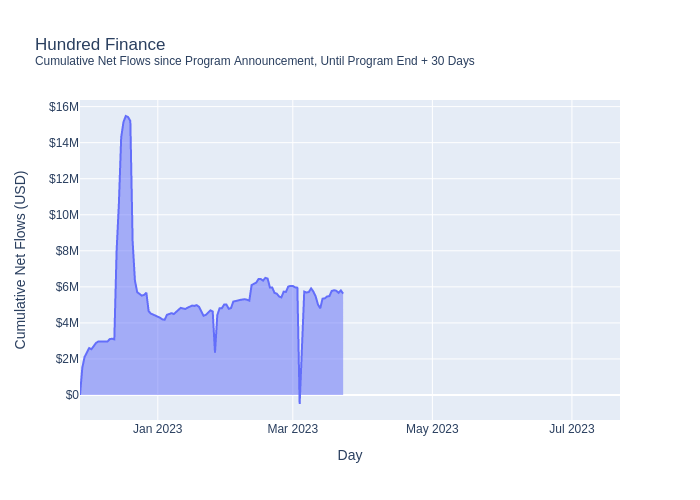 Hundred Finance
Cumulative Net Flows since Program Announcement, Until Program End + 30 Days
$16M
$14M
$12M
$10M
$8M
$6M
$4M
$2M
$0
Cumulative Net Flows (USD)
Jan 2023
Mar 2023
May 2023
Jul 2023
Day